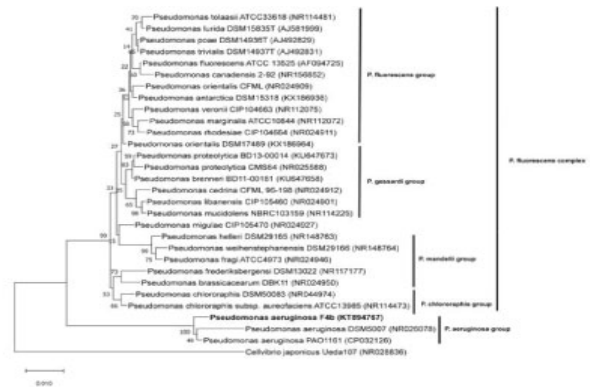 Pseudomonas tolaasii ATCC33618 (NR114481)
Pseudomonas lurida DSM15835T (AJ581999)
Pseudomonas poae DSM14936T (AJ492829)
Pseudomonas trivialis DSM14937T (AJ492831)
Pseudomonas fluorescens ATCC 13525 (AF094725)
Pseudomonas canadensis 2-92 (NR156852)
Pseudomonas orientalis CFML (NR024909)
Pseudomonas antarctica DSM15318 (KX186936)
Pseudomonas veronii CIP104663 (NR112075)
Pseudomonas marginalis ATCC10844 (NR112072)
Pseudomonas rhodesiae CIP104664 (NR024911)
Pseudomonas orientalis DSM17489 (KX186964)
P. fluorescens group
Pseudomonas proteolytica BD13-00014 (KU647673)
Pseudomonas proteolytica CMS64 (NR025588)
Pseudomonas brenneri BD11-00181 (KU647658)
Pseudomonas cedrina CFML 96-198 (NR024912)
Pseudomonas libanensis CIP105460 (NR024901)
Pseudomonas mucidolens NBRC103159 (NR114225)
P. gessardi group
Pseudomonas migulae CIP105470 (NR024927)
Pseudomonas helleri DSM29165 (NR148763)
Pseudomonas weihenstephanensis DSM29166 (NR148764)
Pseudomonas fragi ATCC4973 (NR024946)
Pseudomonas frederiksbergensi DSM13022 (NR117177)
Pseudomonas brassicacearum DBK11 (NR024950)
P. mandelii group
Pseudomonas chlororaphis DSM50083 (NR044974)
Pseudomonas chlororaphis subsp. aureofaciens ATCC13985 (NR114473)
P. chlororaphis group
P. fluorescens complex
Pseudomonas aeruginosa F4b (KT894767)
Pseudomonas aeruginosa DSM5007 (NR026078)
Pseudomonas aeruginosa PAO1161 (CP032126)
P. aeruginosa group
Cellvibrio japonicus Ueda107 (NR028836)
100
0.010